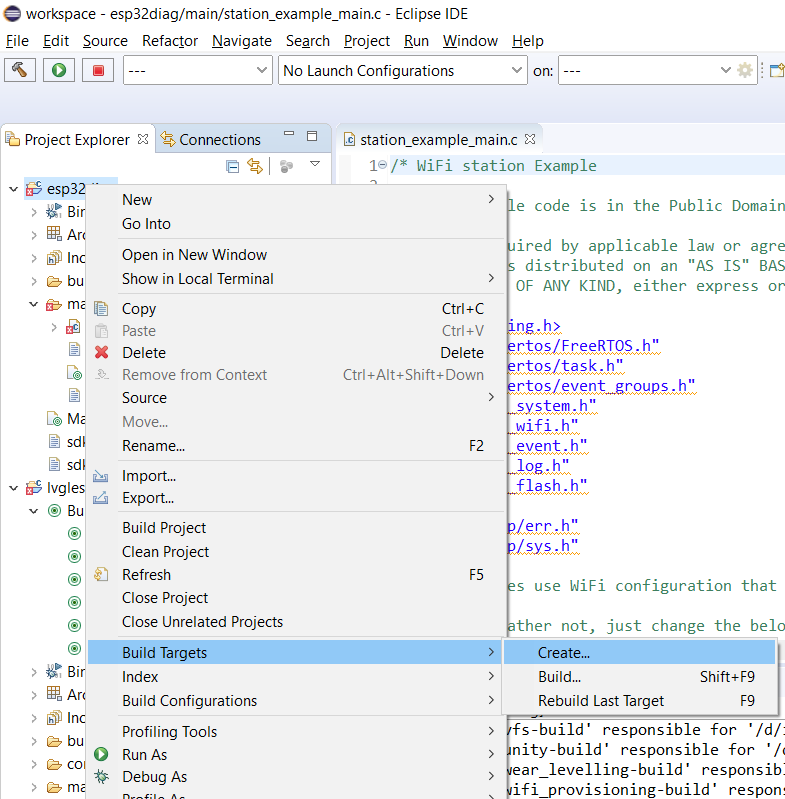 workspace - esp32diag/main/station_example_main.c - Eclipse IDE
File Edit Source Refactor Navigate Search Project Run Window Help
--- No Launch Configurations on: ---
Project Explorer Connections station_example_main.c
1 /* WiFi station Example
2
esp32
Bin
Arc
Inc
bu
ma
Ma
sdk
sdk
lvgles
Bu
Bin
Arc
Inc
bu
co
ma
New
Go Into
Open in New Window
Show in Local Terminal
Copy Ctrl+C
Paste Ctrl+V
Delete Delete
Remove from Context Ctrl+Alt+Shift+Down
Source
Move...
Rename... F2
Import...
Export...
Build Project
Clean Project
Refresh F5
Close Project
Close Unrelated Projects
Build Targets
Index
Build Configurations
Profiling Tools
Run As
Debug As
Profile As
Create...
Build... Shift+F9
Rebuild Last Target F9
le code is in the Public Domain
uired by applicable law or agre
s distributed on an "AS IS" BAS
OF ANY KIND, either express or
ing.h>
ertos/FreeRTOS.h"
ertos/task.h"
ertos/event_groups.h"
_system.h"
_wifi.h"
_event.h"
_log.h"
_flash.h"
p/err.h"
p/sys.h"
es use WiFi configuration that
ather not, just change the belo
vfs-build' responsible for '/d/
unity-build' responsible for '/
wear_levelling-build' responsib
wifi_provisioning-build' respon